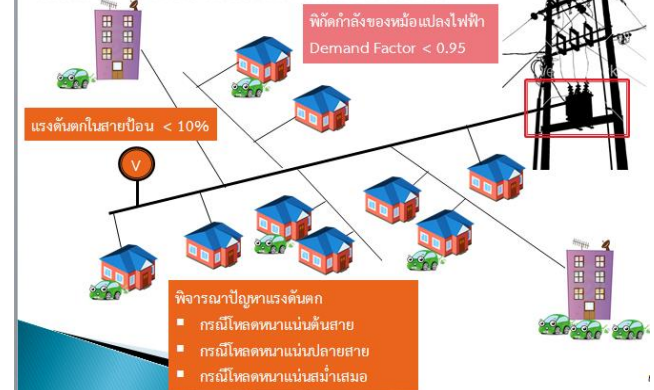 พิกัดกำลังของหม้อแปลงไฟฟ้า
Demand Factor < 0.95
แรงดันตกในสายป้อน < 10%
V
พิจารณาปัญหาแรงดันตก
▪ กรณีโหลดหนาแน่นต้นสาย
▪ กรณีโหลดหนาแน่นปลายสาย
▪ กรณีโหลดหนาแน่นสม่ำเสมอ